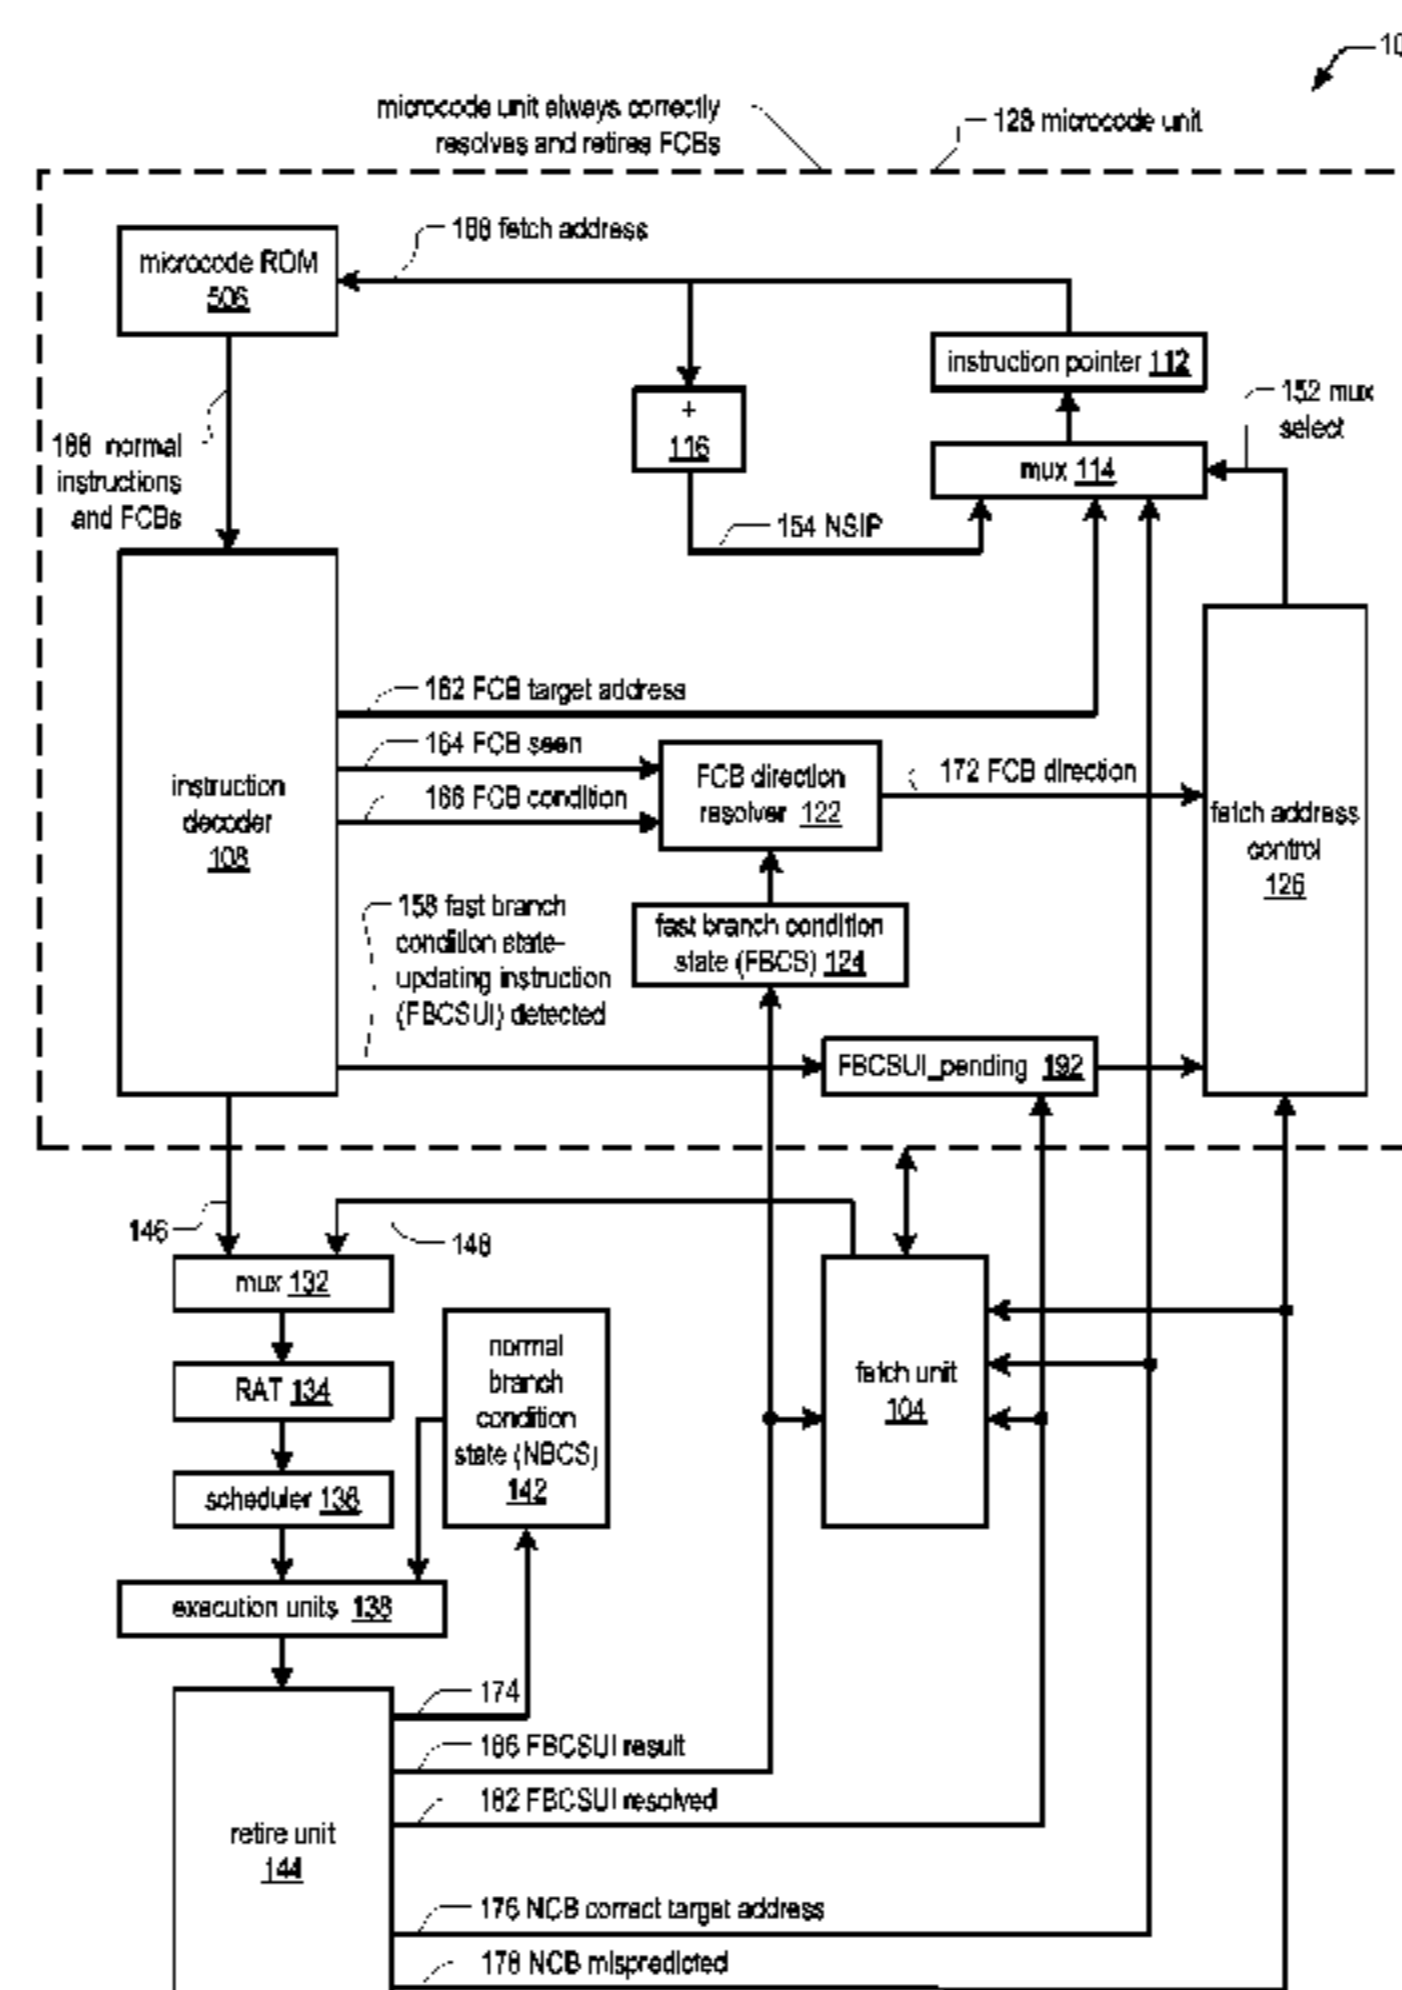 10
microcode unit always correctly
resolves and retires FCBs
128 microcode unit
188 fetch address
microcode ROM
506
instruction pointer 112
152 mux
select
+
116
188 normal
instructions
and FCBs
mux 114
154 NSIP
162 FCB target address
164 FCB seen
166 FCB condition
instruction
decoder
108
FCB direction
resolver 122
172 FCB direction
fetch address
control
126
158 fast branch
condition state-
updating instruction
(FBCSUI) detected
fast branch condition
state (FBCS) 124
FBCSUI_pending 192
146
148
mux 132
RAT 134
scheduler 136
execution units 138
normal
branch
condition
state (NBCS)
142
fetch unit
104
174
186 FBCSUI result
182 FBCSUI resolved
retire unit
144
176 NCB correct target address
178 NCB mispredicted